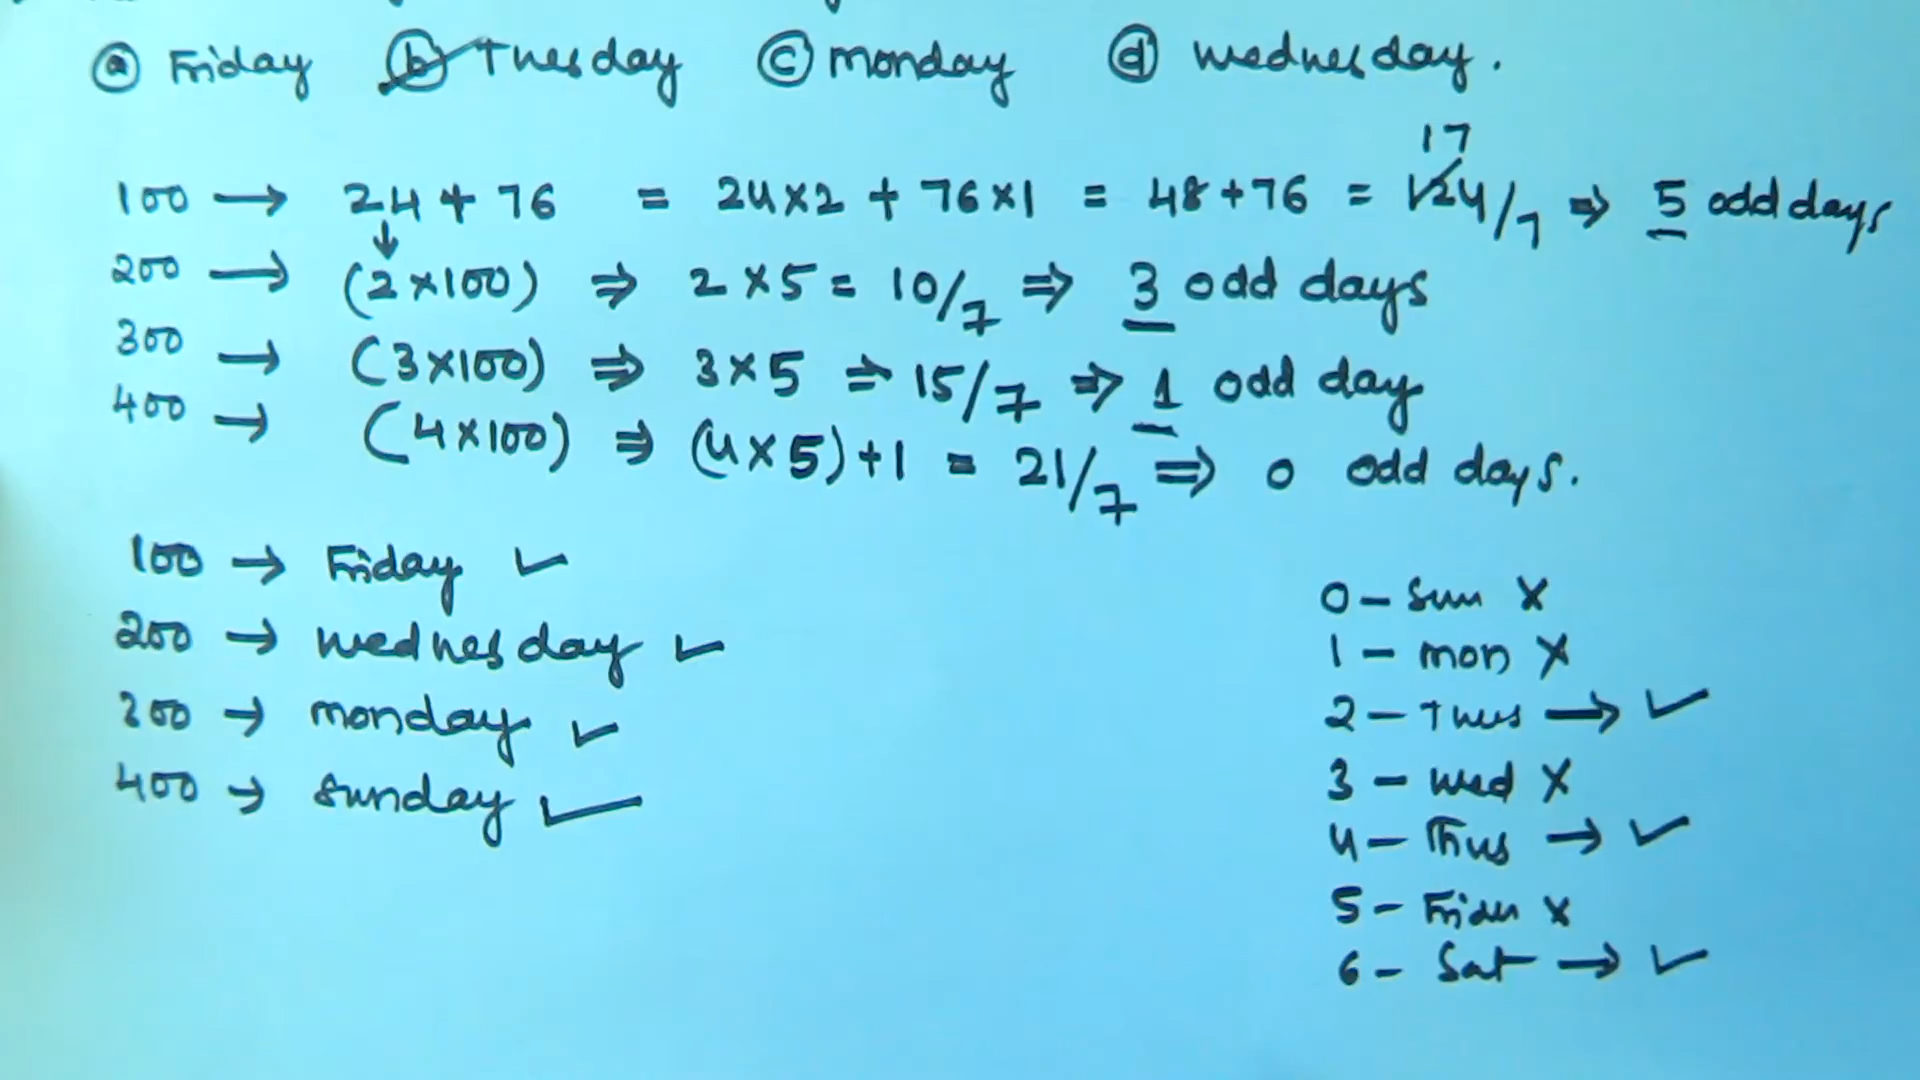 ⓐ Friday ⓑ Tuesday ⓒ monday ⓓ wednesday.
17
100 → 24 + 76 = 24×2 + 76×1 = 48+76 = 124/7 ⇒ 5 odd days
↓
200 → (2×100) ⇒ 2×5 = 10/7 ⇒ 3 odd days
300 → (3×100) ⇒ 3×5 ⇒ 15/7 ⇒ 1 odd day
400 → (4×100) ⇒ (4×5)+1 = 21/7 ⇒ 0 odd days.
100 → Friday ✓
200 → wednesday ✓
300 → monday ✓
400 → sunday ✓
0 – Sun ×
1 – mon ×
2 – Tues → ✓
3 – wed ×
4 – Thus → ✓
5 – Friday ×
6 – Sat → ✓